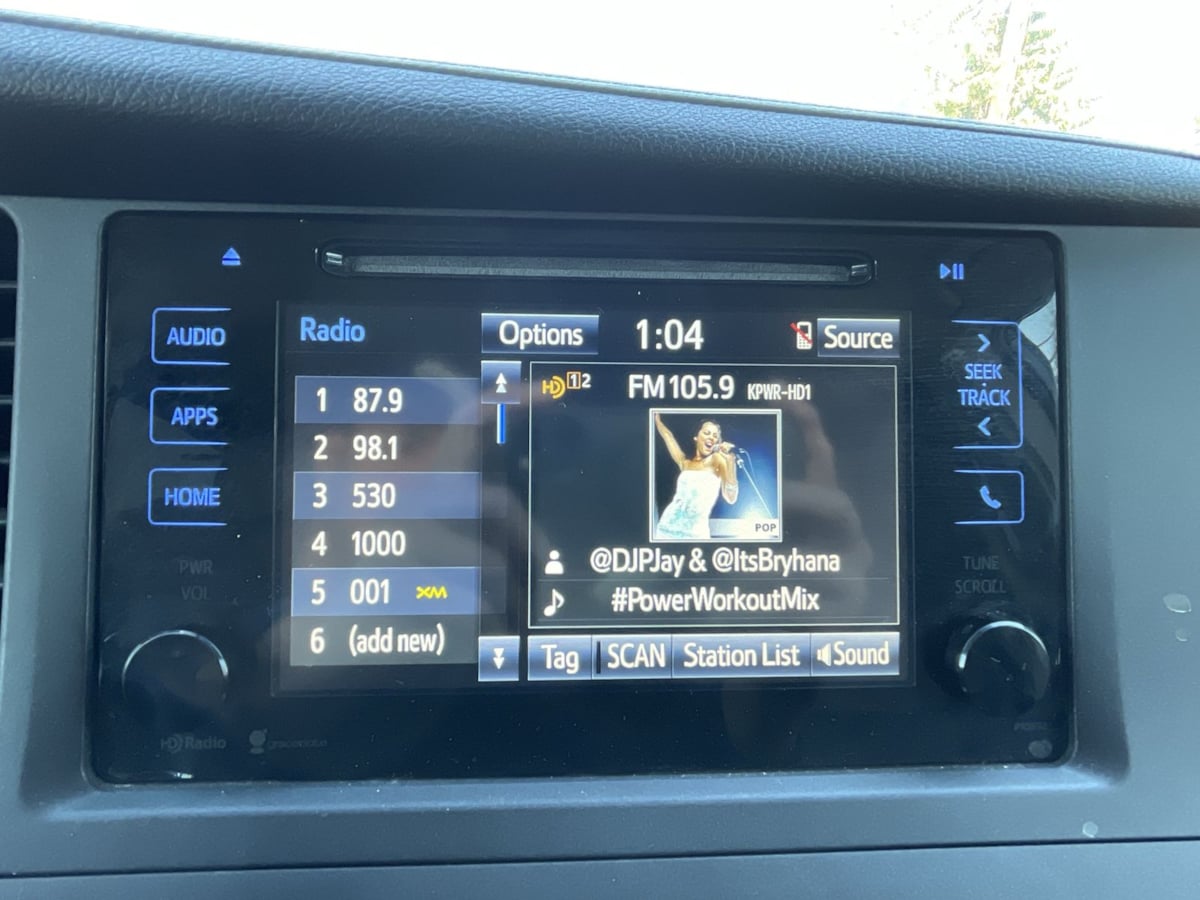 AUDIO
APPS
HOME
PWR
VOL
HD Radio
gracenote
Radio
Options
1:04
Source
1 87.9
2 98.1
3 530
4 1000
5 001 XM
6 (add new)
HD 1 2
FM 105.9 KPWR-HD1
POP
@DJPJay & @ItsBryhana
#PowerWorkoutMix
Tag
SCAN
Station List
Sound
SEEK
TRACK
TUNE
SCROLL